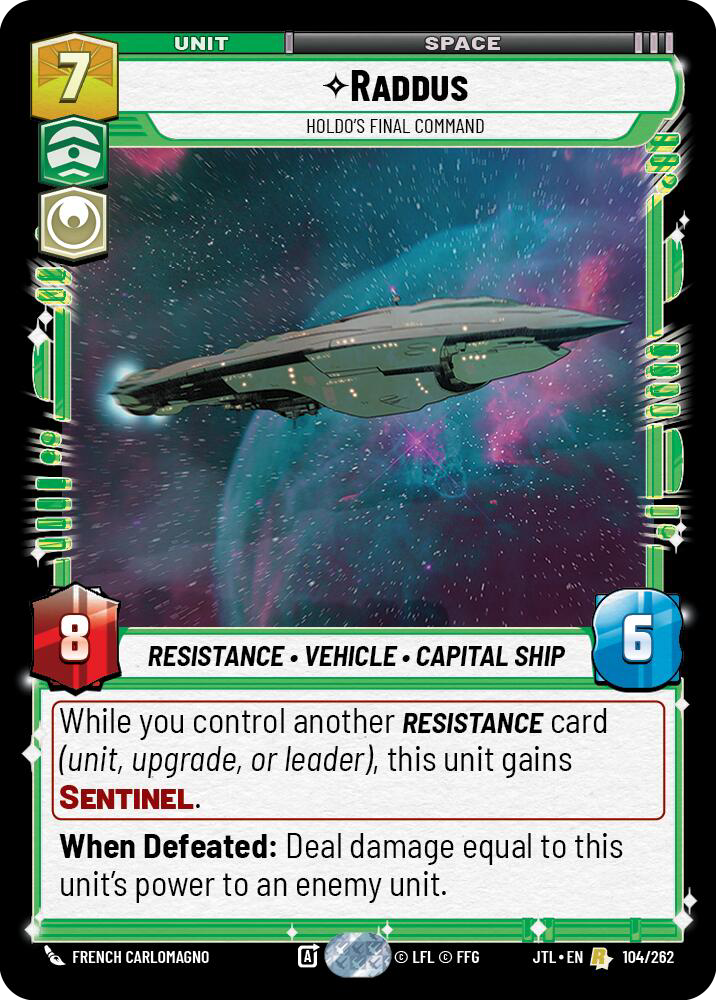 UNIT
SPACE
7
RADDUS
HOLDO'S FINAL COMMAND
8
RESISTANCE • VEHICLE • CAPITAL SHIP
6
While you control another RESISTANCE card
(unit, upgrade, or leader), this unit gains
SENTINEL.
When Defeated: Deal damage equal to this
unit's power to an enemy unit.
FRENCH CARLOMAGNO
A
© LFL © FFG
JTL • EN
R
104/262